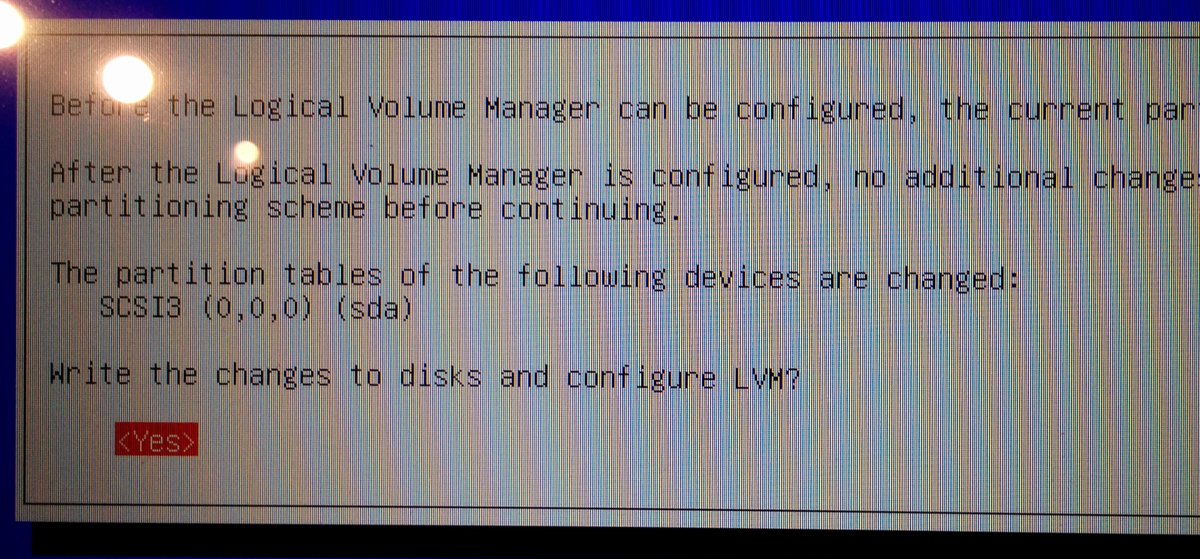 Before the Logical Volume Manager can be configured, the current par
After the Logical Volume Manager is configured, no additional changes
partitioning scheme before continuing.
The partition tables of the following devices are changed:
SCSI3 (0,0,0) (sda)
Write the changes to disks and configure LVM?
<Yes>